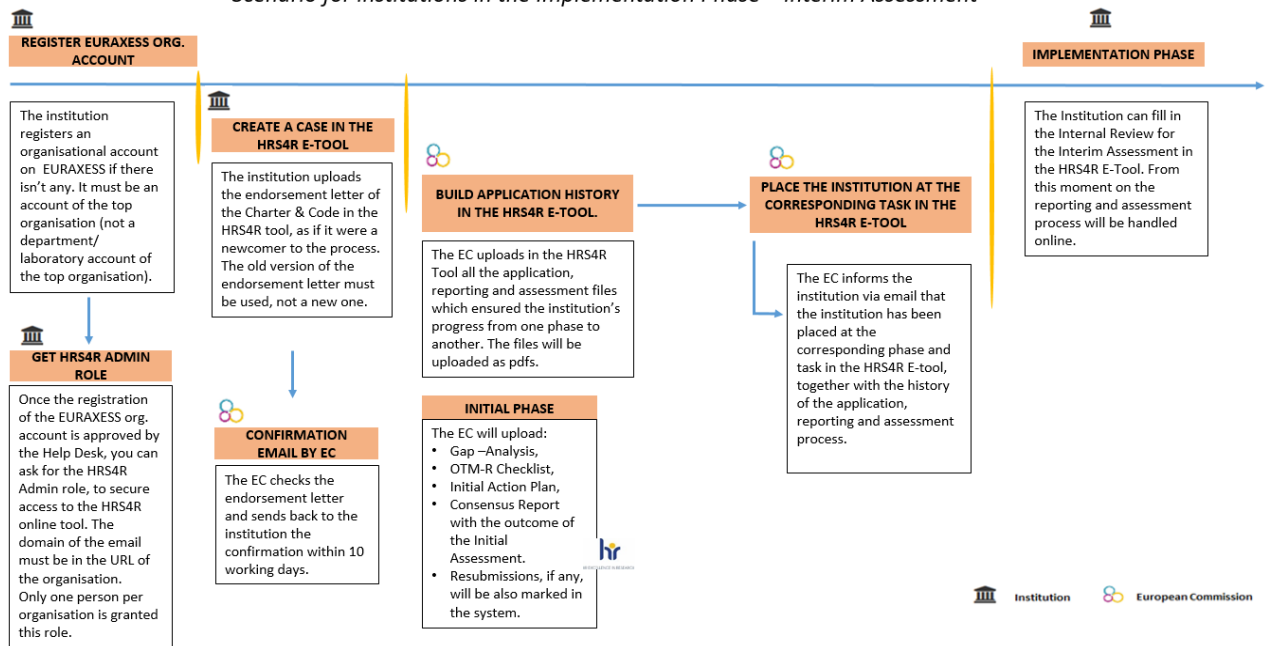 Scenario for Institutions in the Implementation Phase – Interim Assessment
REGISTER EURAXESS ORG.
ACCOUNT
The institution
registers an
organisational account
on EURAXESS if there
isn't any. It must be an
account of the top
organisation (not a
department/
laboratory account of
the top organisation).
GET HRS4R ADMIN
ROLE
Once the registration
of the EURAXESS org.
account is approved by
the Help Desk, you can
ask for the HRS4R
Admin role, to secure
access to the HRS4R
online tool. The
domain of the email
must be in the URL of
the organisation.
Only one person per
organisation is granted
this role.
CREATE A CASE IN THE
HRS4R E-TOOL
The institution uploads
the endorsement letter of
the Charter & Code in the
HRS4R tool, as if it were a
newcomer to the process.
The old version of the
endorsement letter must
be used, not a new one.
CONFIRMATION
EMAIL BY EC
The EC checks the
endorsement letter
and sends back to the
institution the
confirmation within 10
working days.
BUILD APPLICATION HISTORY
IN THE HRS4R E-TOOL.
The EC uploads in the HRS4R
Tool all the application,
reporting and assessment files
which ensured the institution's
progress from one phase to
another. The files will be
uploaded as pdfs.
INITIAL PHASE
The EC will upload:
• Gap –Analysis,
• OTM-R Checklist,
• Initial Action Plan,
• Consensus Report
with the outcome of
the Initial
Assessment.
• Resubmissions, if any,
will be also marked in
the system.
hr
PLACE THE INSTITUTION AT THE
CORRESPONDING TASK IN THE
HRS4R E-TOOL
The EC informs the
institution via email that
the institution has been
placed at the
corresponding phase and
task in the HRS4R E-tool,
together with the history
of the application,
reporting and assessment
process.
IMPLEMENTATION PHASE
The Institution can fill in
the Internal Review for
the Interim Assessment in
the HRS4R E-Tool. From
this moment on the
reporting and assessment
process will be handled
online.
Institution
European Commission